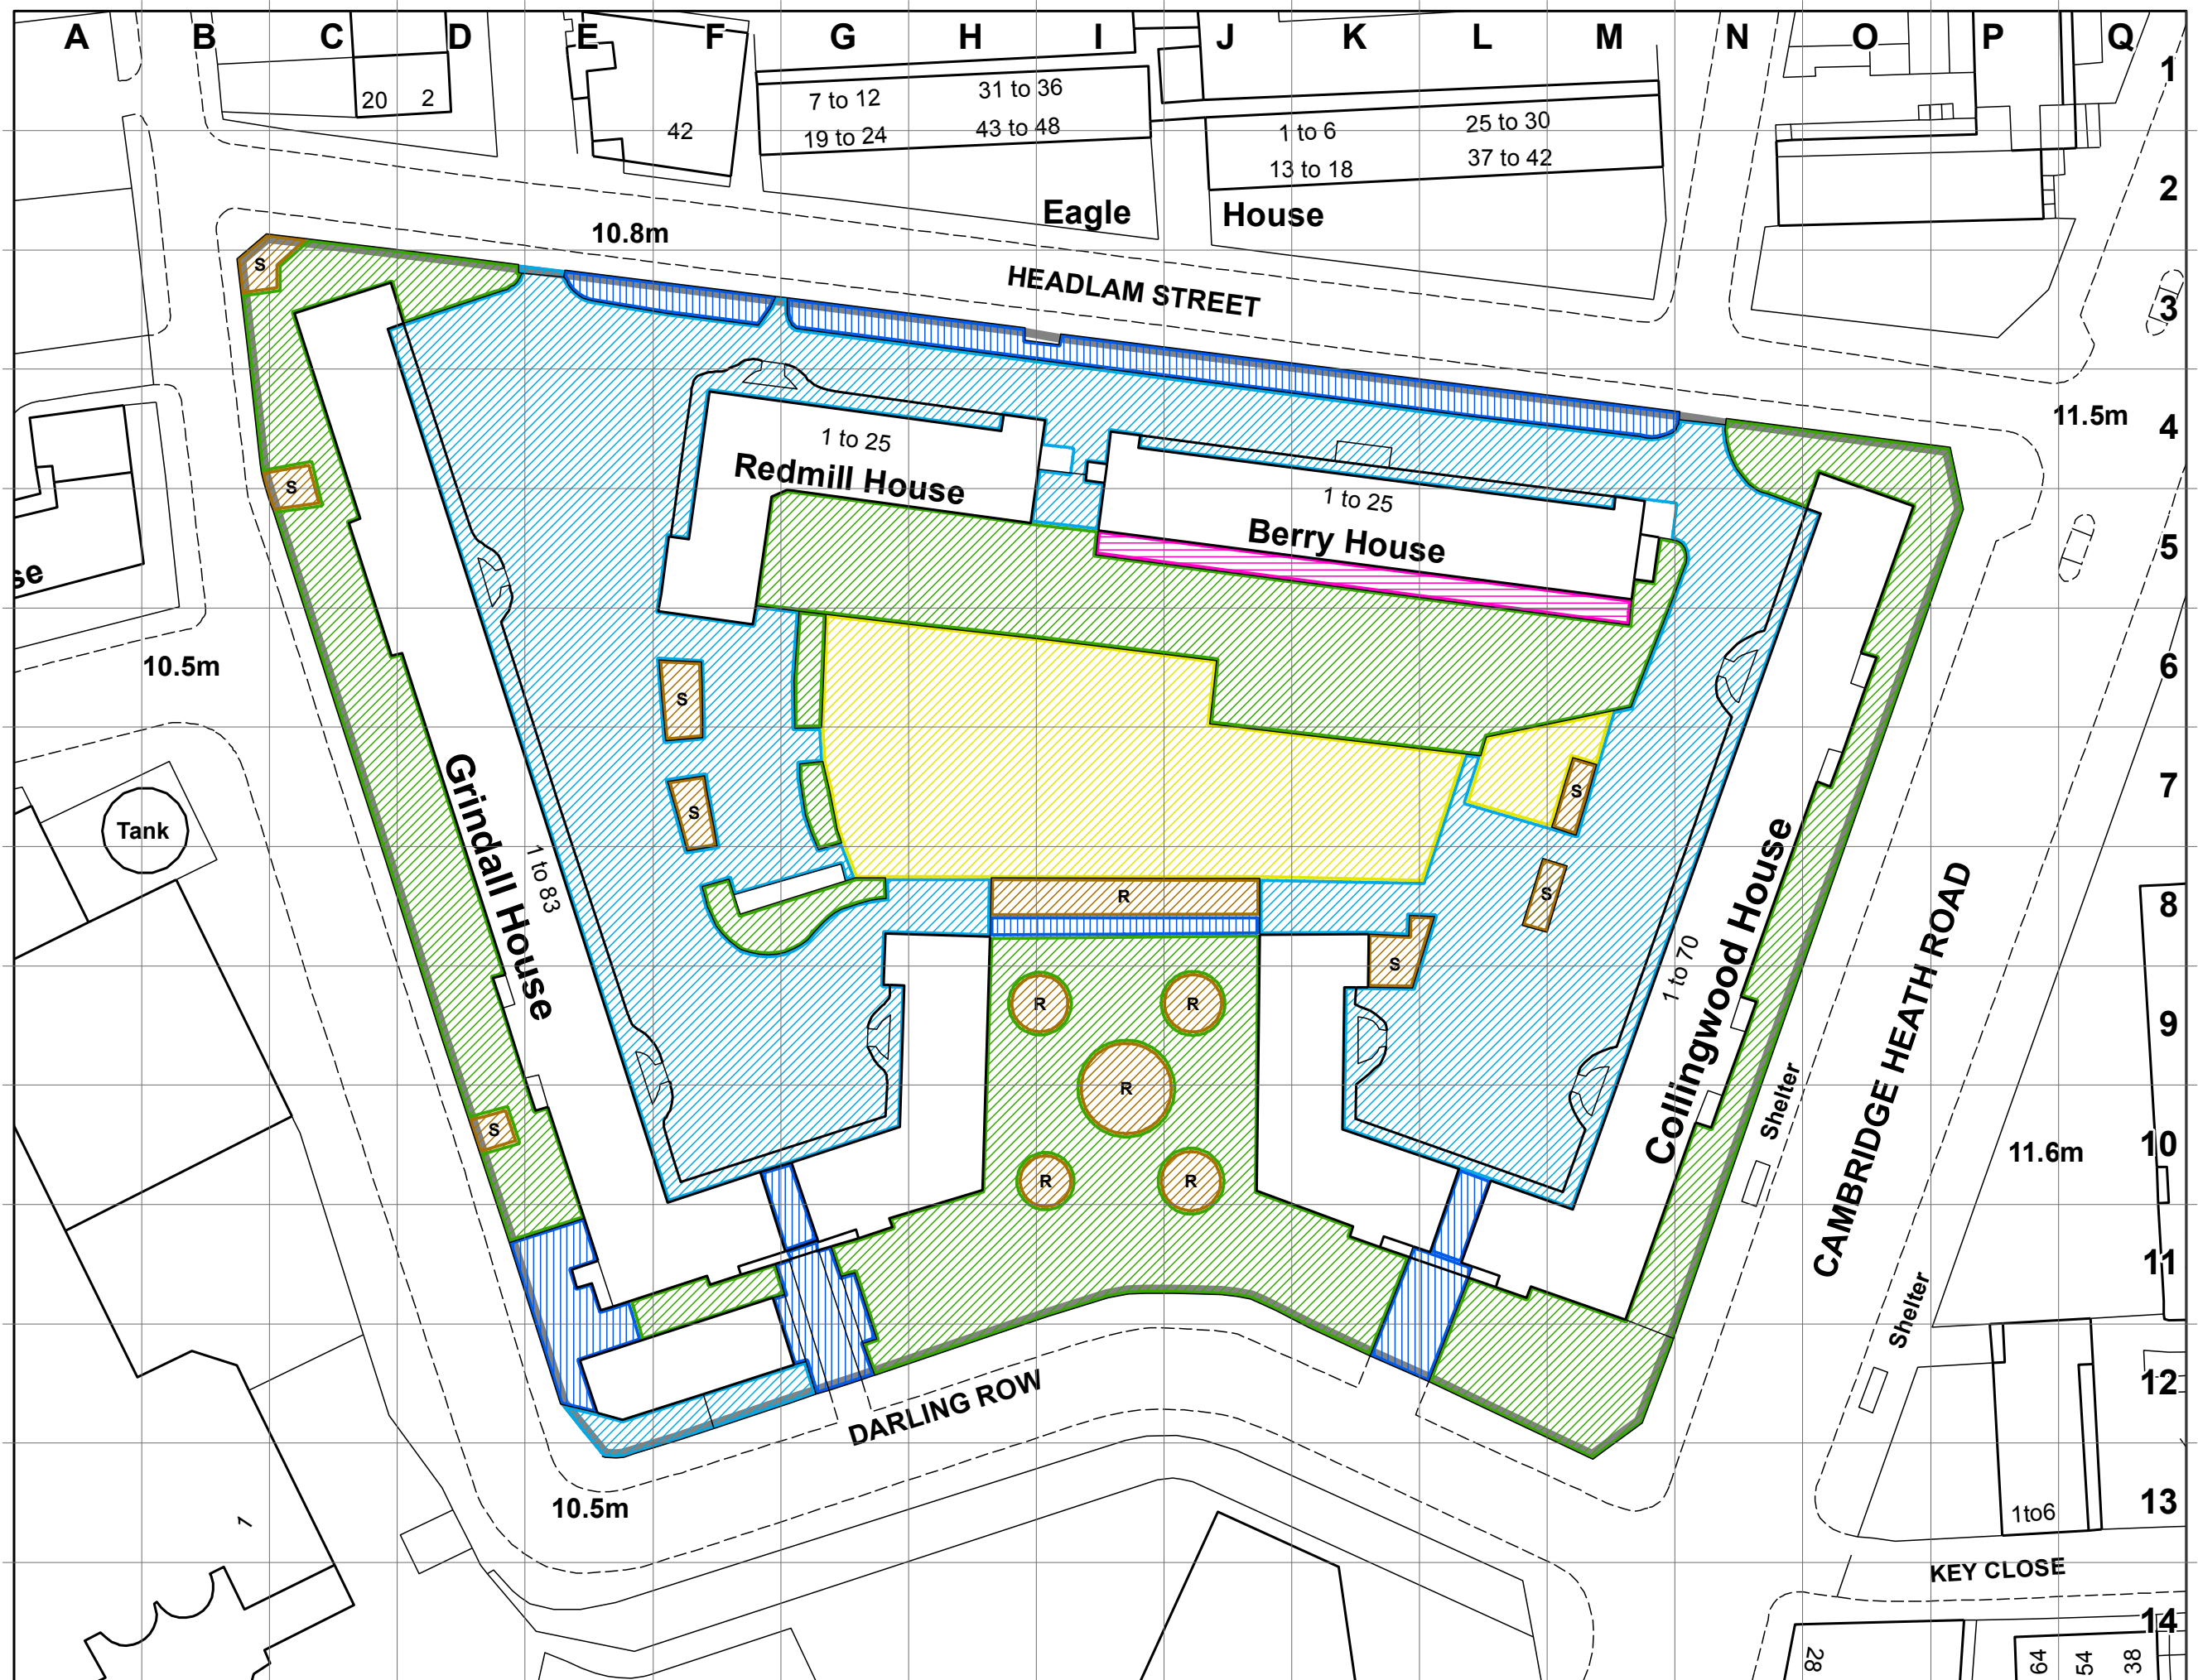 A B C D E F G H I J K L M N O P Q
1
20 2
7 to 12 31 to 36
42
19 to 24 43 to 48
1 to 6 25 to 30
13 to 18 37 to 42
2
Eagle House
10.8m
S
HEADLAM STREET
3
11.5m
4
1 to 25
Redmill House
S
1 to 25
Berry House
5
se
10.5m
6
S
7
S
S
Tank
Grindall House
1 to 83
R
S
8
S
Collingwood House
1 to 70
CAMBRIDGE HEATH ROAD
R R
9
R
S
Shelter
10
11.6m
R R
11
Shelter
12
DARLING ROW
10.5m
13
1
1to6
KEY CLOSE
14
28
64
54
38